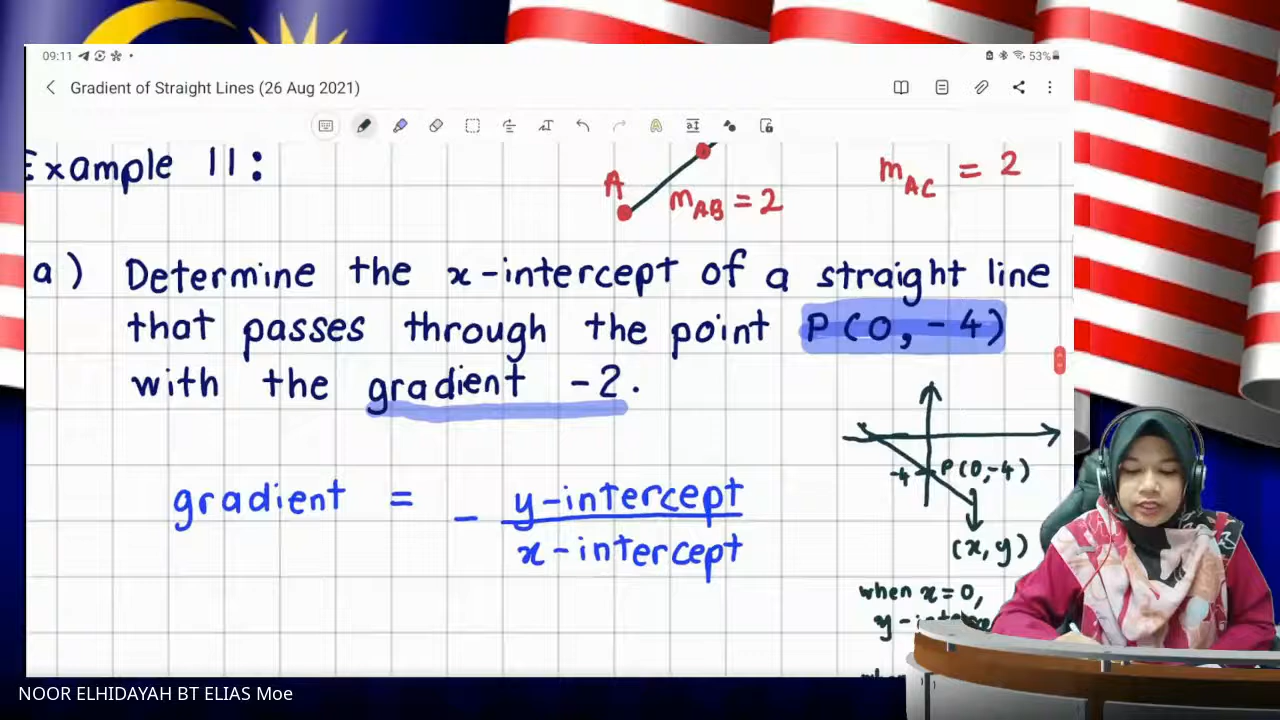 09:11
53%
Gradient of Straight Lines (26 Aug 2021)
Example 11:
A
m_AB = 2
m_AC = 2
a) Determine the x-intercept of a straight line
that passes through the point P(0, -4)
with the gradient -2.
gradient = - y-intercept
x-intercept
-4
P(0,-4)
(x, y)
when x = 0,
NOOR ELHIDAYAH BT ELIAS Moe